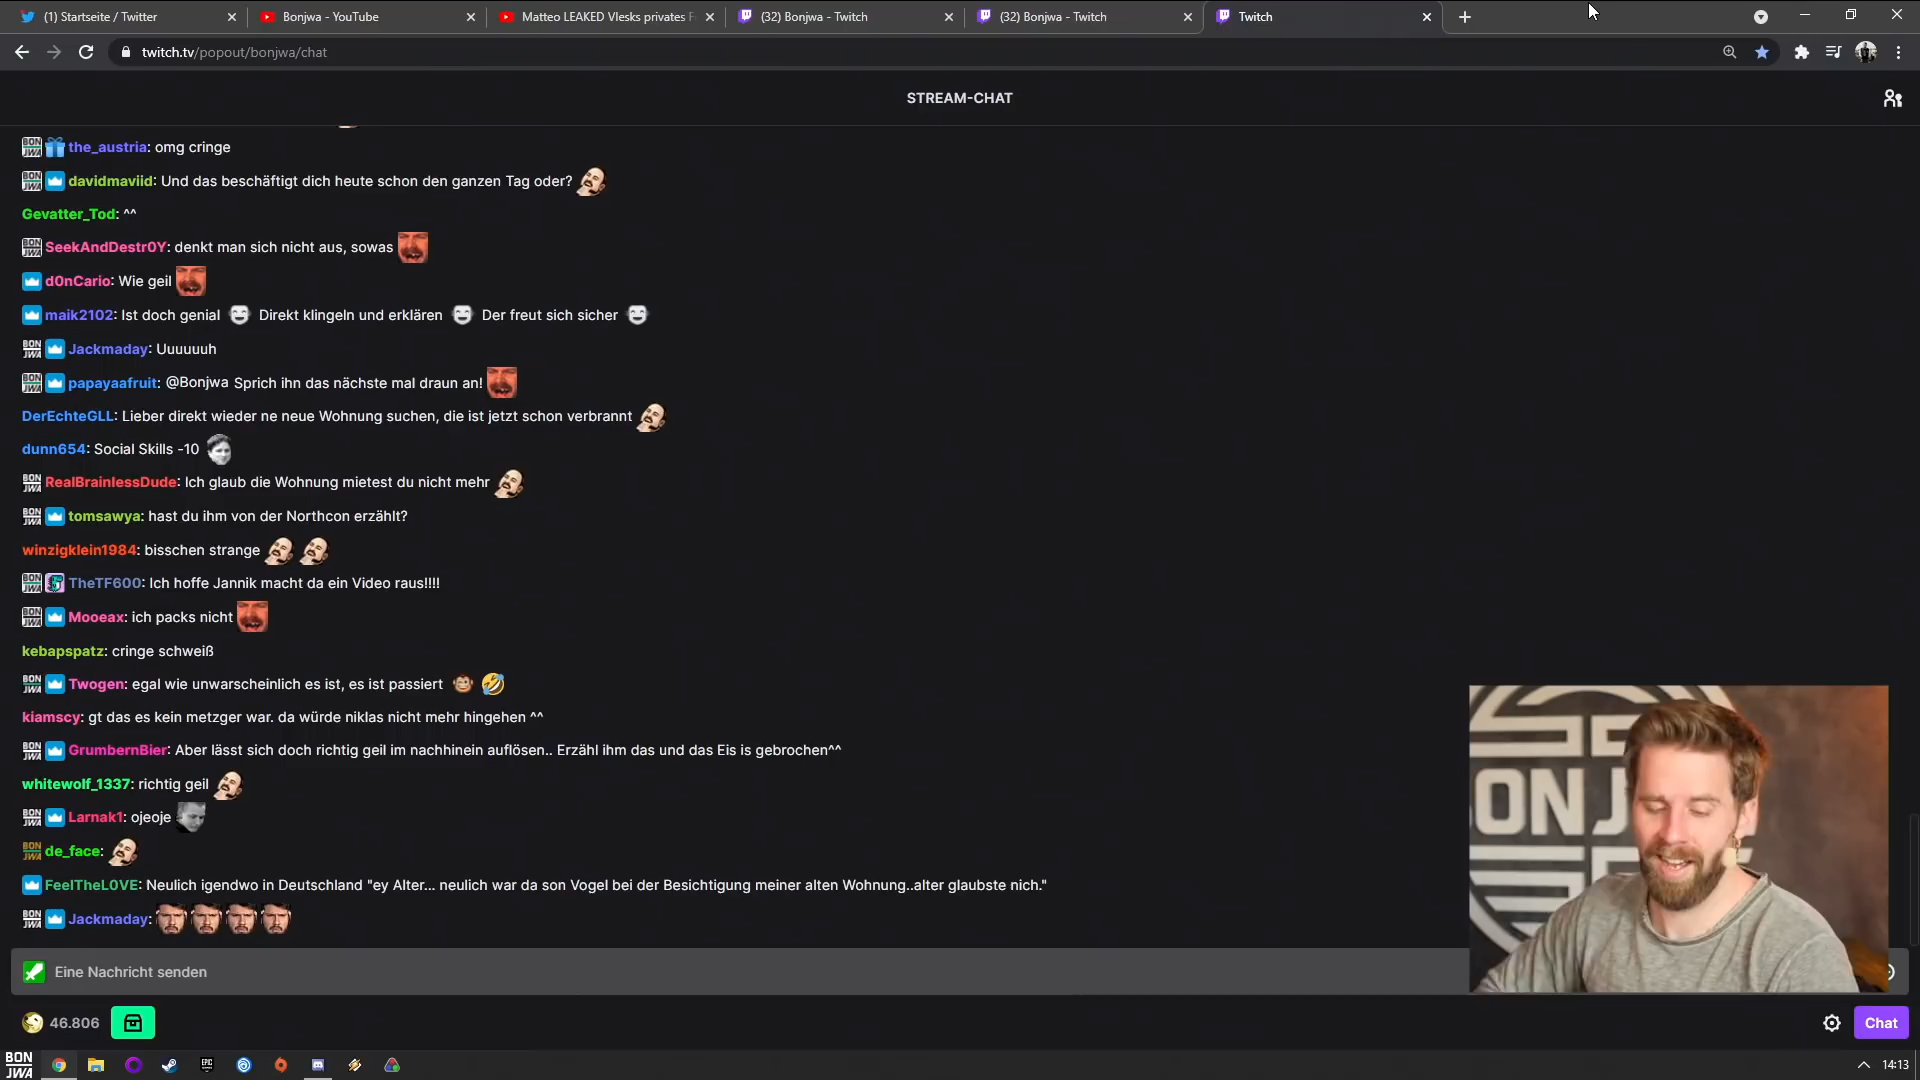 (1) Startseite / Twitter
Bonjwa - YouTube
Matteo LEAKED Vlesks privates F
(32) Bonjwa - Twitch
(32) Bonjwa - Twitch
Twitch
twitch.tv/popout/bonjwa/chat
STREAM-CHAT
the_austria: omg cringe
davidmaviid: Und das beschäftigt dich heute schon den ganzen Tag oder?
Gevatter_Tod: ^^
SeekAndDestr0Y: denkt man sich nicht aus, sowas
d0nCario: Wie geil
maik2102: Ist doch genial Direkt klingeln und erklären Der freut sich sicher
Jackmaday: Uuuuuuh
papayaafruit: @Bonjwa Sprich ihn das nächste mal draun an!
DerEchteGLL: Lieber direkt wieder ne neue Wohnung suchen, die ist jetzt schon verbrannt
dunn654: Social Skills -10
RealBrainlessDude: Ich glaub die Wohnung mietest du nicht mehr
tomsawya: hast du ihm von der Northcon erzählt?
winzigklein1984: bisschen strange
TheTF600: Ich hoffe Jannik macht da ein Video raus!!!!
Mooeax: ich packs nicht
kebapspatz: cringe schweiß
Twogen: egal wie unwarscheinlich es ist, es ist passiert
kiamscy: gt das es kein metzger war. da würde niklas nicht mehr hingehen ^^
GrumbernBier: Aber lässt sich doch richtig geil im nachhinein auflösen.. Erzähl ihm das und das Eis is gebrochen^^
whitewolf_1337: richtig geil
Larnak1: ojeoje
de_face:
FeelTheL0VE: Neulich igendwo in Deutschland "ey Alter... neulich war da son Vogel bei der Besichtigung meiner alten Wohnung..alter glaubste nich."
Jackmaday:
BONJ
Eine Nachricht senden
46.806
Chat
BON
JWA
EPIC
14:13